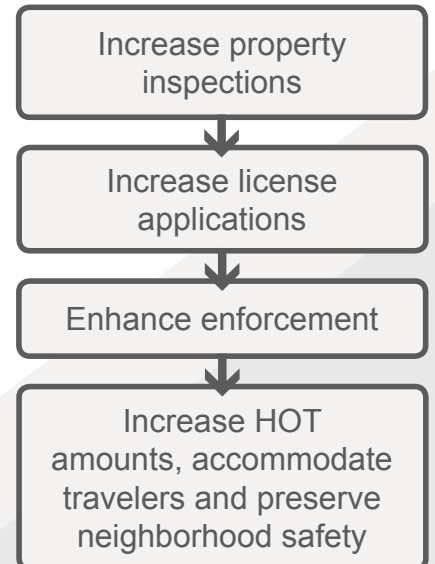 Increase property
inspections
Increase license
applications
Enhance enforcement
Increase HOT
amounts, accommodate
travelers and preserve
neighborhood safety